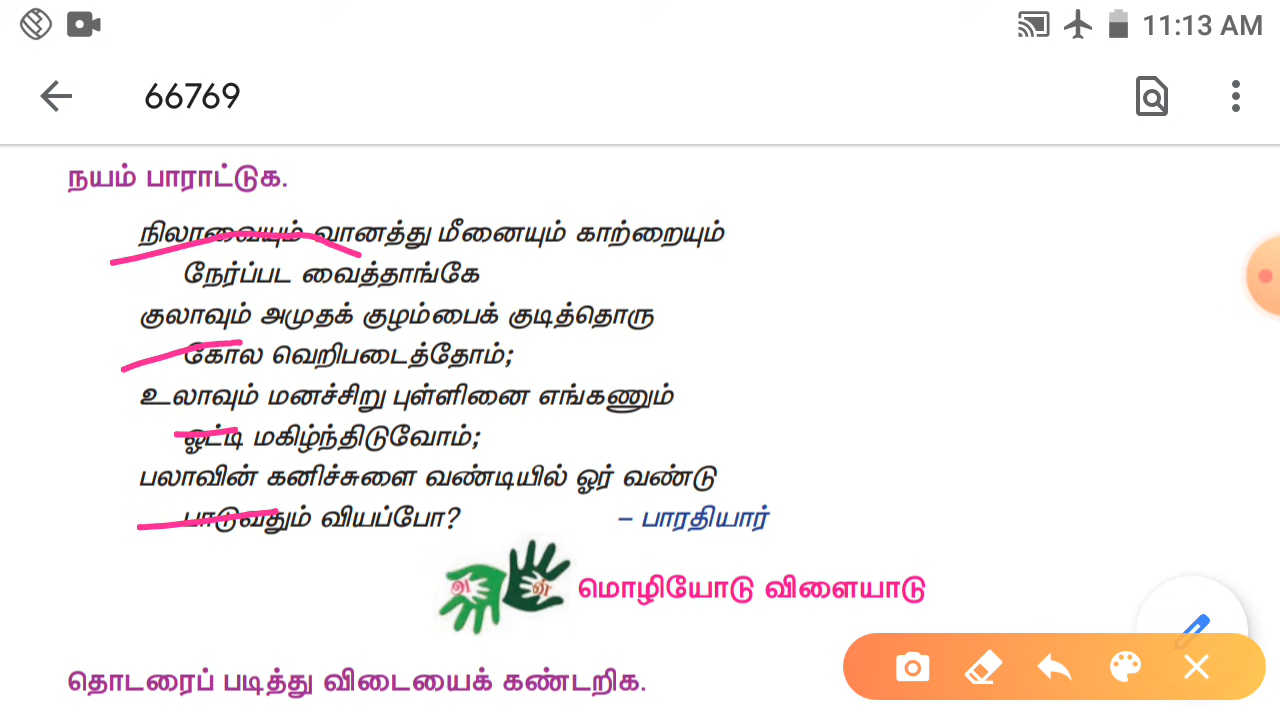 11:13 AM
66769
நயம் பாராட்டுக.
நிலாவையும் வானத்து மீனையும் காற்றையும்
நேர்ப்பட வைத்தாங்கே
குலாவும் அமுதக் குழம்பைக் குடித்தொரு
கோல வெறிபடைத்தோம்;
உலாவும் மனச்சிறு புள்ளினை எங்கணும்
ஓட்டி மகிழ்ந்திடுவோம்;
பலாவின் கனிச்சுளை வண்டியில் ஓர் வண்டு
பாடுவதும் வியப்போ? – பாரதியார்
மொழியோடு விளையாடு
தொடரைப் படித்து விடையைக் கண்டறிக.